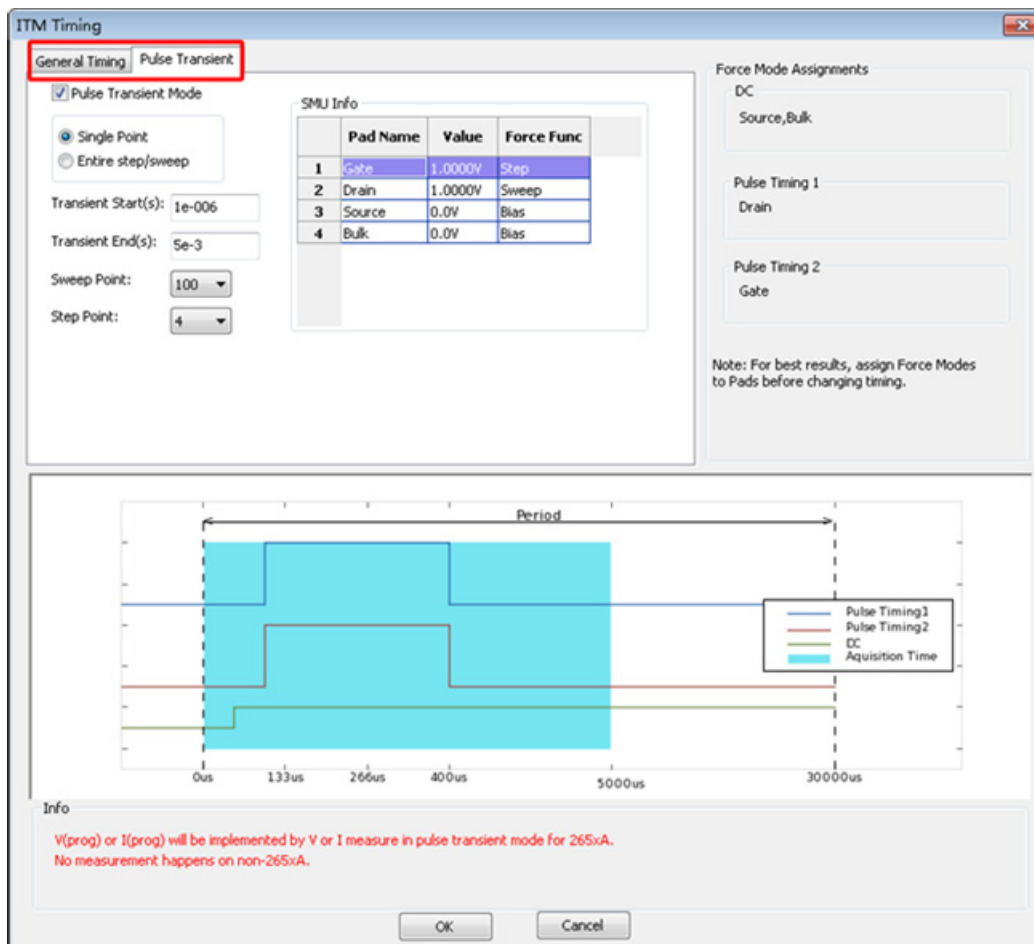 ITM Timing
General Timing
Pulse Transient
Pulse Transient Mode
Single Point
Entire step/sweep
Transient Start(s): 1e-006
Transient End(s): 5e-3
Sweep Point: 100
Step Point: 4
SMU Info
Pad Name Value Force Func
1 Gate 1.0000V Step
2 Drain 1.0000V Sweep
3 Source 0.0V Bias
4 Bulk 0.0V Bias
Force Mode Assignments
DC
Source,Bulk
Pulse Timing 1
Drain
Pulse Timing 2
Gate
Note: For best results, assign Force Modes
to Pads before changing timing.
Period
Pulse Timing1
Pulse Timing2
DC
Aquisition Time
0us 133us 266us 400us 5000us 30000us
Info
V(prog) or I(prog) will be implemented by V or I measure in pulse transient mode for 265xA.
No measurement happens on non-265xA.
OK
Cancel